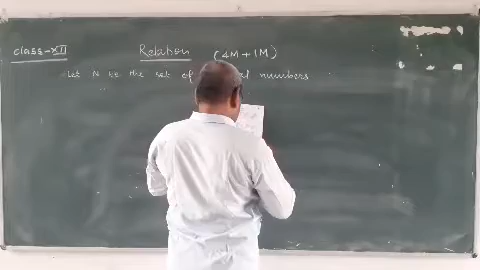 class-XII Relation (4M+1M)
Let N be the set of numbers